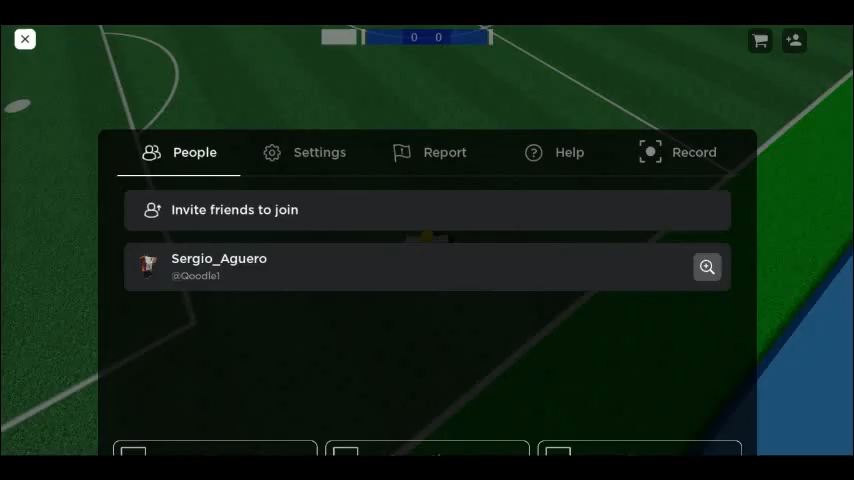 0 0
People Settings Report Help Record
Invite friends to join
Sergio_Aguero
@Qoodle1